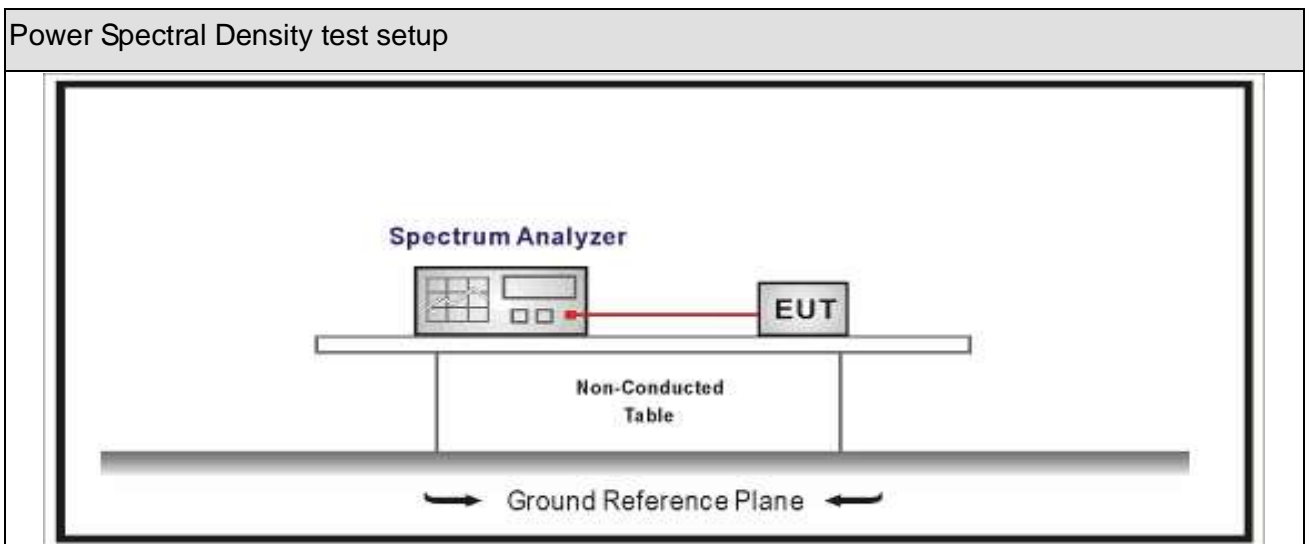 Power Spectral Density test setup
Spectrum Analyzer
EUT
Non-Conducted
Table
Ground Reference Plane